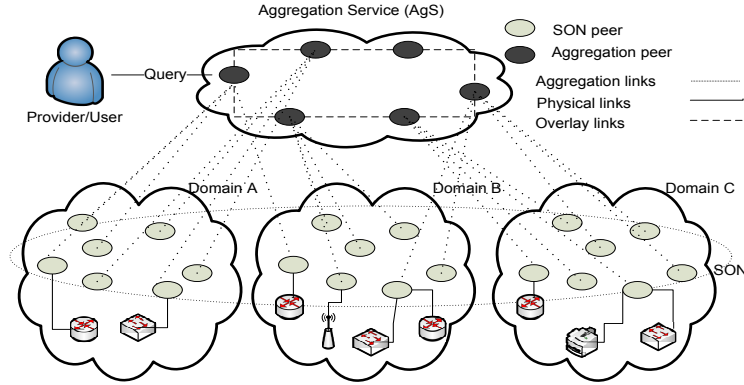 Aggregation Service (AgS)
SON peer
Aggregation peer
Query
Aggregation links
Physical links
Overlay links
Provider/User
Domain A
Domain B
Domain C
SON